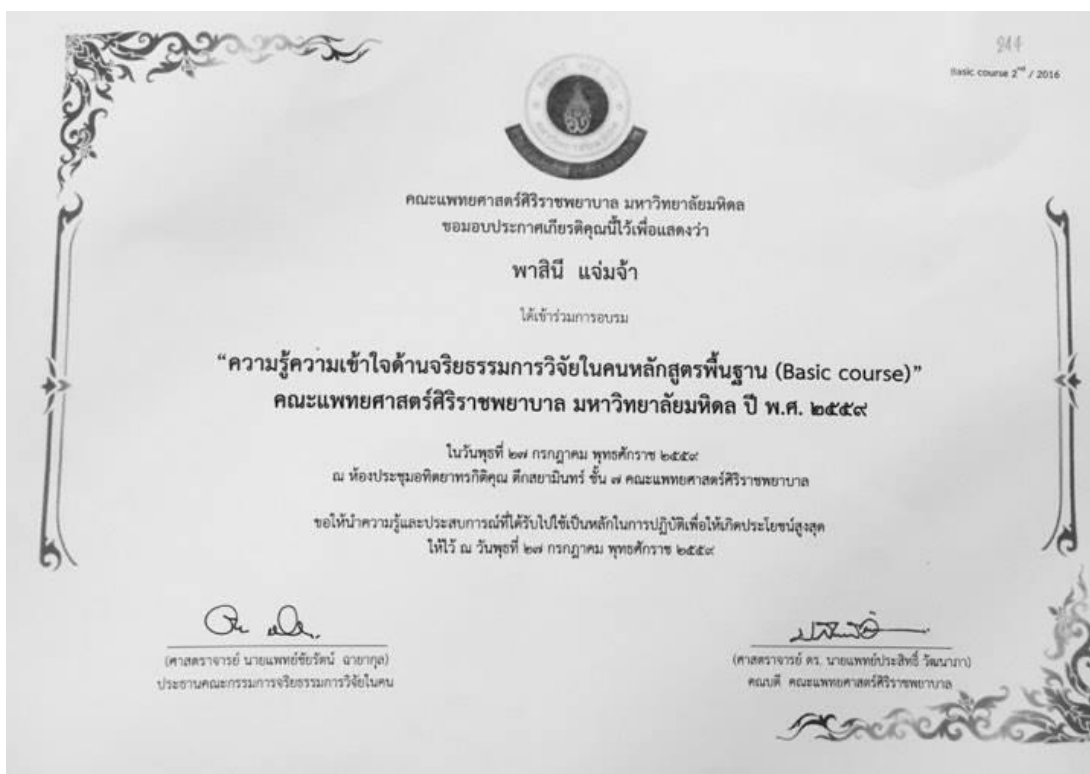 Basic course 2nd / 2016
คณะแพทยศาสตร์ศิริราชพยาบาล มหาวิทยาลัยมหิดล
ขอมอบประกาศเกียรติคุณนี้ไว้เพื่อแสดงว่า
พาสินี แจ่มจ้า
ได้เข้าร่วมการอบรม
“ความรู้ความเข้าใจด้านจริยธรรมการวิจัยในคนหลักสูตรพื้นฐาน (Basic course)”
คณะแพทยศาสตร์ศิริราชพยาบาล มหาวิทยาลัยมหิดล ปี พ.ศ. ๒๕๕๙
ในวันพุธที่ ๒๗ กรกฎาคม พุทธศักราช ๒๕๕๙
ณ ห้องประชุมอทิตยาทรกิติคุณ ตึกสยามินทร์ ชั้น ๗ คณะแพทยศาสตร์ศิริราชพยาบาล
ขอให้นำความรู้และประสบการณ์ที่ได้รับไปใช้เป็นหลักในการปฏิบัติเพื่อให้เกิดประโยชน์สูงสุด
ให้ไว้ ณ วันพุธที่ ๒๗ กรกฎาคม พุทธศักราช ๒๕๕๙
(ศาสตราจารย์ นายแพทย์ชัยรัตน์ ฉายากุล)
ประธานคณะกรรมการจริยธรรมการวิจัยในคน
(ศาสตราจารย์ ดร. นายแพทย์ประสิทธิ์ วัฒนาภา)
คณบดี คณะแพทยศาสตร์ศิริราชพยาบาล